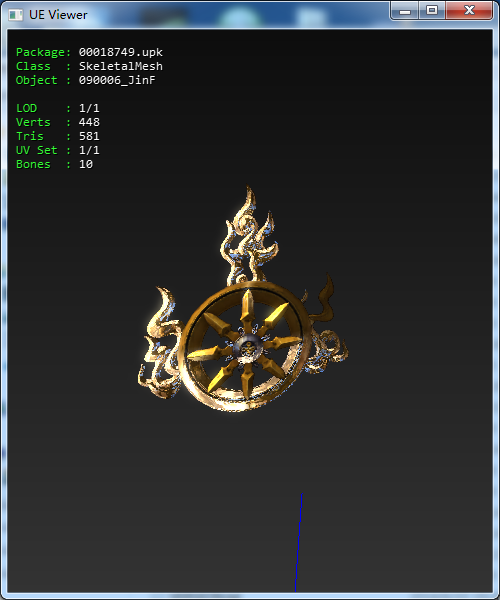 UE Viewer
Package: 00018749.upk
Class : SkeletalMesh
Object : 090006_JinF
LOD : 1/1
Verts : 448
Tris : 581
UV Set : 1/1
Bones : 10